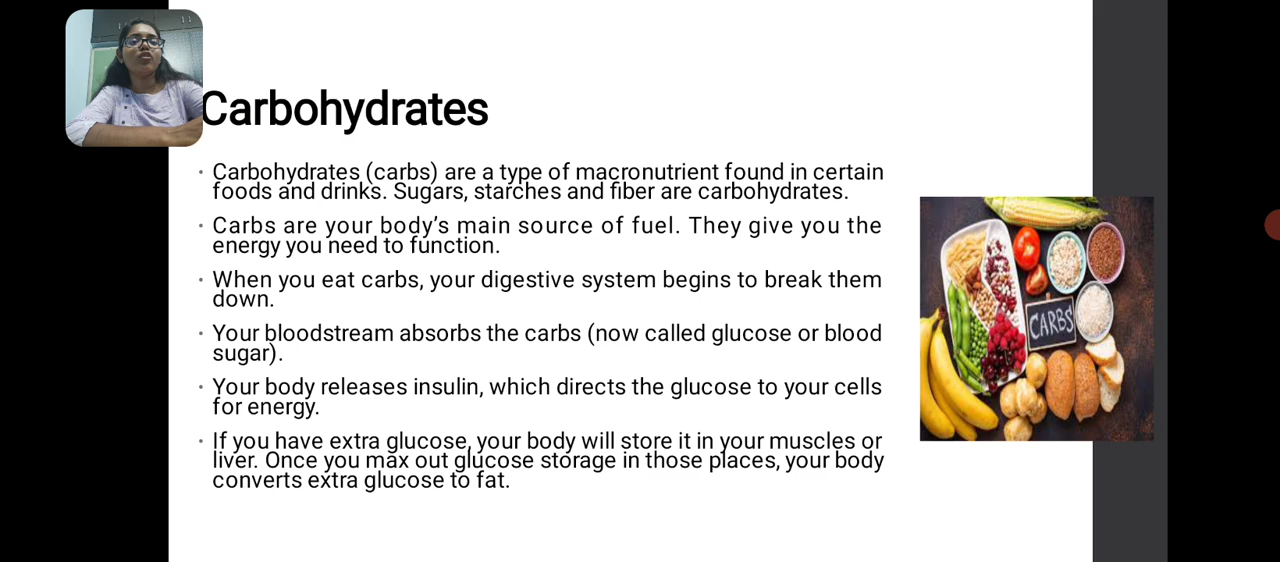 Carbohydrates
· Carbohydrates (carbs) are a type of macronutrient found in certain
foods and drinks. Sugars, starches and fiber are carbohydrates.
· Carbs are your body’s main source of fuel. They give you the
energy you need to function.
· When you eat carbs, your digestive system begins to break them
down.
· Your bloodstream absorbs the carbs (now called glucose or blood
sugar).
· Your body releases insulin, which directs the glucose to your cells
for energy.
· If you have extra glucose, your body will store it in your muscles or
liver. Once you max out glucose storage in those places, your body
converts extra glucose to fat.
CARBS